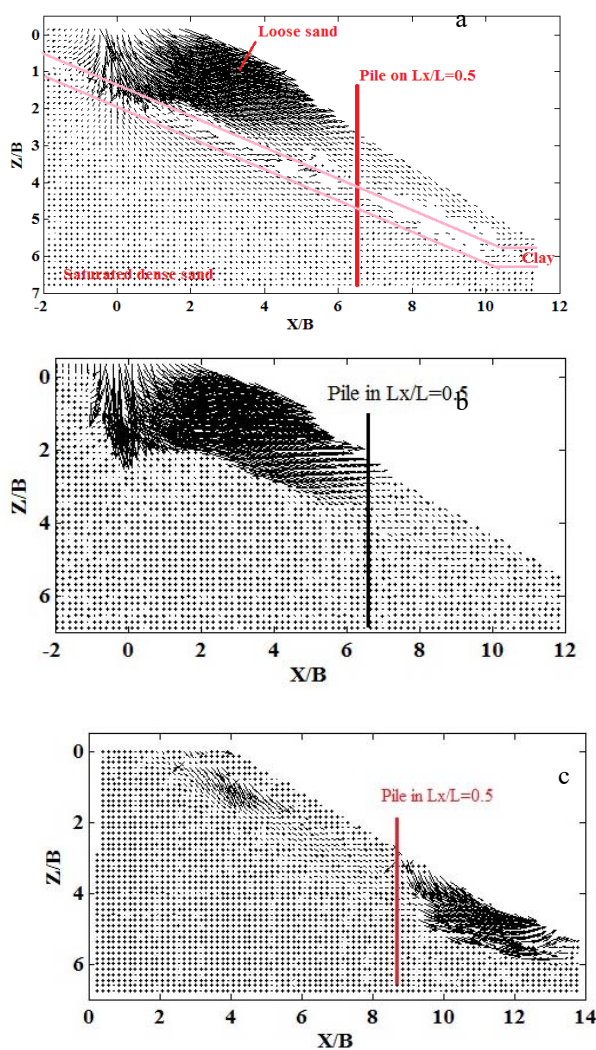 a
Loose sand
Pile on Lx/L=0.5
0
1
2
3
4
5
6
7
Z/B
Saturated dense sand
Clay
-2 0 2 4 6 8 10 12
X/B
Pile in Lx/L=0.5
b
0
2
4
6
Z/B
-2 0 2 4 6 8 10 12
X/B
c
Pile in Lx/L=0.5
0
2
4
6
Z/B
0 2 4 6 8 10 12 14
X/B